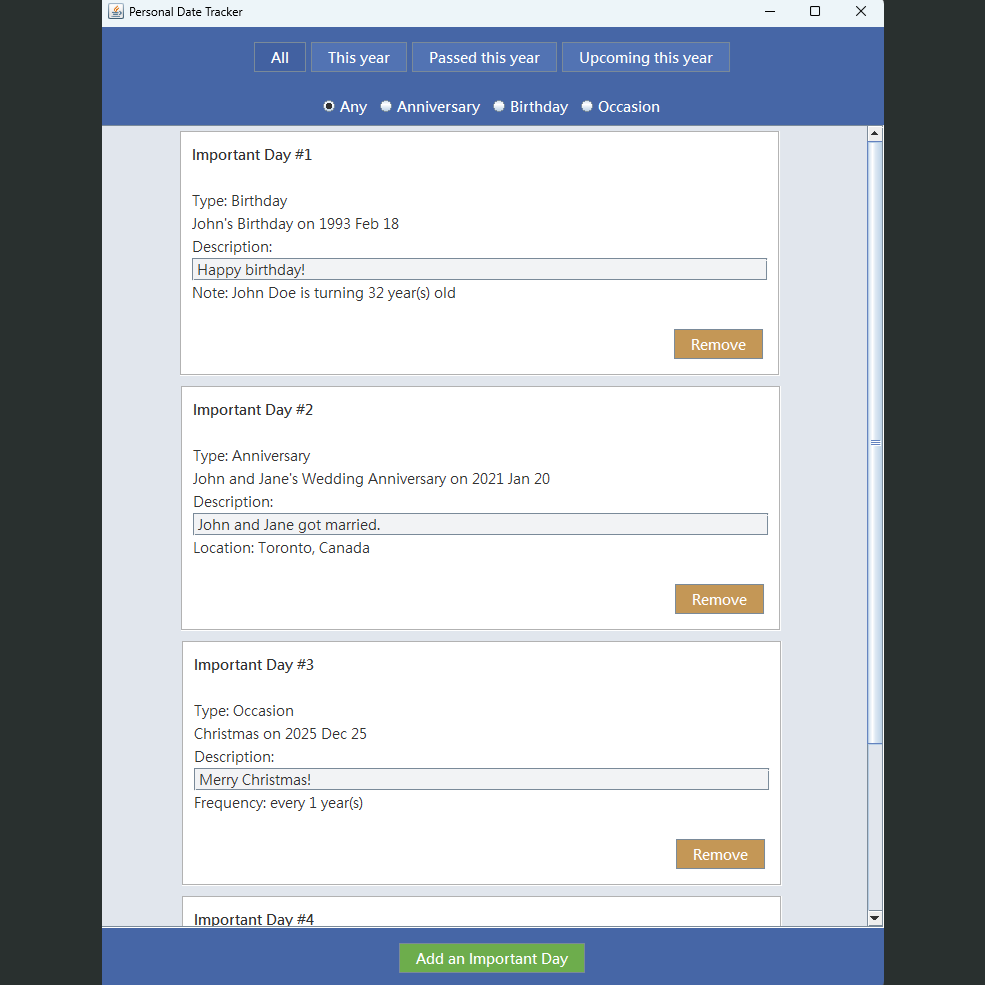 Personal Date Tracker
All This year Passed this year Upcoming this year
Any Anniversary Birthday Occasion
Important Day #1
Type: Birthday
John's Birthday on 1993 Feb 18
Description:
Happy birthday!
Note: John Doe is turning 32 year(s) old
Remove
Important Day #2
Type: Anniversary
John and Jane's Wedding Anniversary on 2021 Jan 20
Description:
John and Jane got married.
Location: Toronto, Canada
Remove
Important Day #3
Type: Occasion
Christmas on 2025 Dec 25
Description:
Merry Christmas!
Frequency: every 1 year(s)
Remove
Important Day #4
Add an Important Day